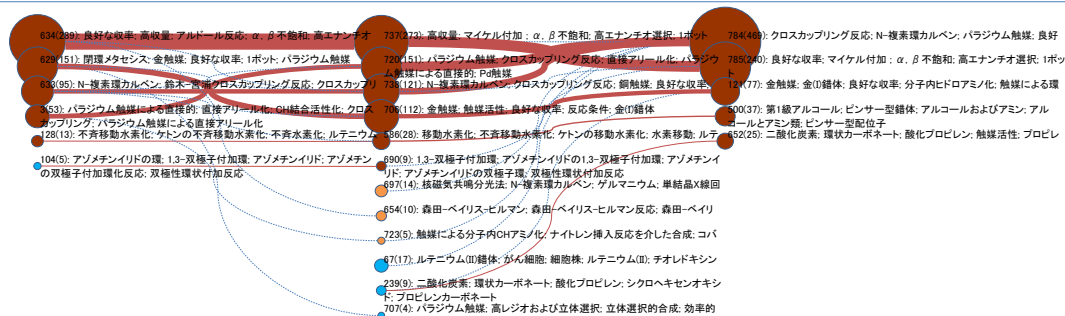 634(289): 良好な収率; 高収量; アルドール反応; α, β不飽和; 高エナンチオ
629(151): 閉環メタセシス; 金触媒; 良好な収率; 1ポット; パラジウム触媒
633(95): N-複素環カルベン; 鈴木-宮浦クロスカップリング反応; クロスカップリ
3(53): パラジウム触媒による直接的; 直接アリール化; CH結合活性化; クロス
カップリング; パラジウム触媒による直接アリール化
128(13): 不斉移動水素化; ケトンの不斉移動水素化; 不斉水素化; ルテニウム
104(5): アゾメチンイリドの環; 1,3-双極子付加環; アゾメチンイリド; アゾメチン
の双極子付加環化反応; 双極性環状付加反応
737(273): 高収量; マイケル付加; α, β不飽和; 高エナンチオ選択; 1ポット
720(151): パラジウム触媒; クロスカップリング反応; 直接アリール化; パラジウ
ム触媒による直接的; Pd触媒
738(121): N-複素環カルベン; クロスカップリング反応; 銅触媒; 良好な収率;
706(112): 金触媒; 触媒活性; 良好な収率; 反応条件; 金(I)錯体
586(28): 移動水素化; 不斉移動水素化; ケトンの移動水素化; 水素移動; ルテ
690(9): 1,3-双極子付加環; アゾメチンイリドの1,3-双極子付加環; アゾメチンイ
リド; アゾメチンイリドの双極子環; 双極性環状付加反応
697(14): 核磁気共鳴分光法; N-複素環カルベン; ゲルマニウム; 単結晶X線回
654(10): 森田-ベイリス-ヒルマン; 森田-ベイリス-ヒルマン反応; 森田-ベイリ
723(5): 触媒による分子内CHアミノ化; ナイトレン挿入反応を介した合成; コバ
67(17): ルテニウム(II)錯体; がん細胞; 細胞株; ルテニウム(II); チオレドキシン
239(9): 二酸化炭素; 環状カーボネート; 酸化プロピレン; シクロヘキセンオキシ
ド; プロピレンカーボネート
707(4): パラジウム触媒; 高レジオおよび立体選択; 立体選択的合成; 効率的
784(469): クロスカップリング反応; N-複素環カルベン; パラジウム触媒; 良好
785(240): 良好な収率; マイケル付加; α, β不飽和; 高エナンチオ選択; 1ポッ
ト
121(77): 金触媒; 金(I)錯体; 良好な収率; 分子内ヒドロアミノ化; 触媒による環
500(37): 第1級アルコール; ピンサー型錯体; アルコールおよびアミン; アル
コールとアミン類; ピンサー型配位子
652(25): 二酸化炭素; 環状カーボネート; 酸化プロピレン; 触媒活性; プロピレ